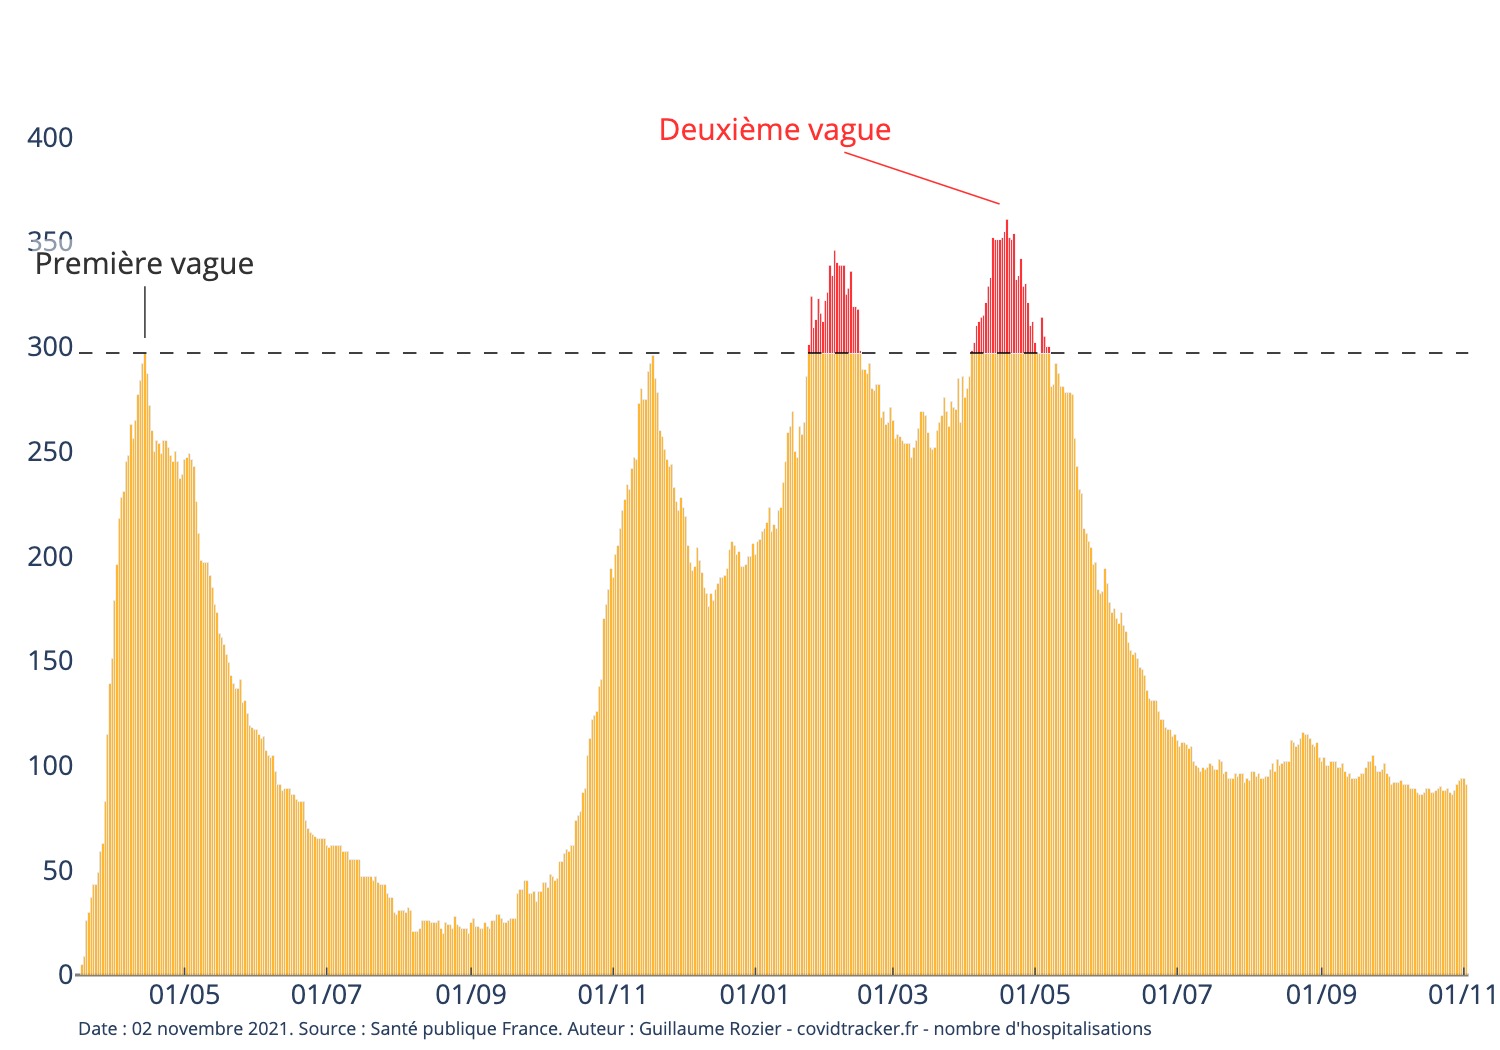 400
Deuxième vague
350
Première vague
300
250
200
150
100
50
0
01/05 01/07 01/09 01/11 01/01 01/03 01/05 01/07 01/09 01/11
Date : 02 novembre 2021. Source : Santé publique France. Auteur : Guillaume Rozier - covidtracker.fr - nombre d'hospitalisations